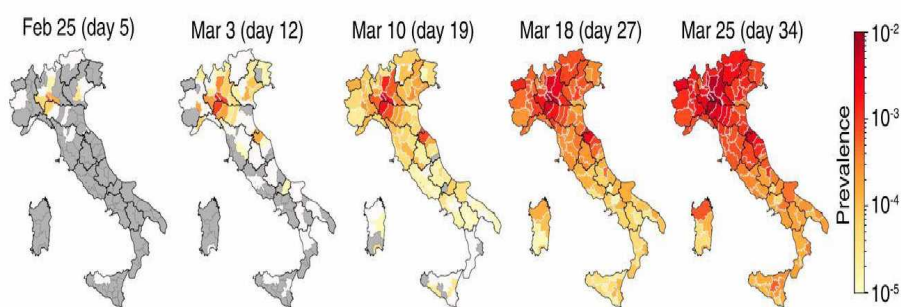 Feb 25 (day 5) Mar 3 (day 12) Mar 10 (day 19) Mar 18 (day 27) Mar 25 (day 34)
10⁻²
10⁻³
10⁻⁴
10⁻⁵
Prevalence